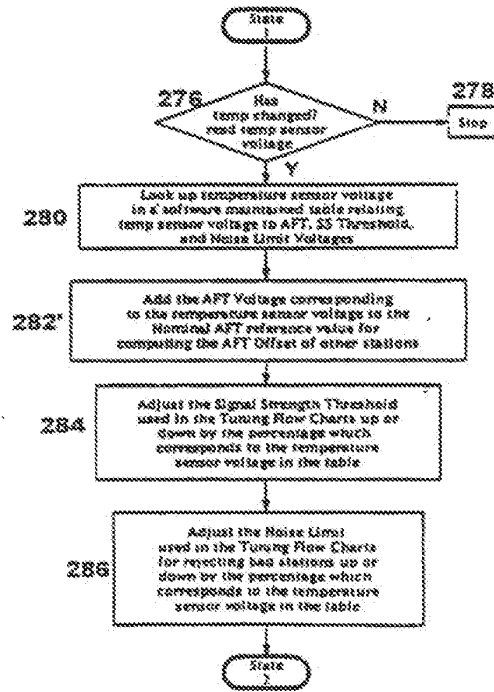 State
276
Has
temp changed?
read temp sensor
voltage
N
278
Stop
Y
280
Look up temperature sensor voltage
in a software maintained table relating
temp sensor voltage to AFT, SS Threshold,
and Noise Limit Voltages
282'
Add the AFT Voltage corresponding
to the temperature sensor voltage to the
Nominal AFT reference value for
computing the AFT Offset of other stations
284
Adjust the Signal Strength Threshold
used in the Tuning Flow Charts up or
down by the percentage which
corresponds to the temperature
sensor voltage in the table
286
Adjust the Noise Limit
used in the Tuning Flow Charts
for rejecting bad stations up or
down by the percentage which
corresponds to the temperature
sensor voltage in the table
State